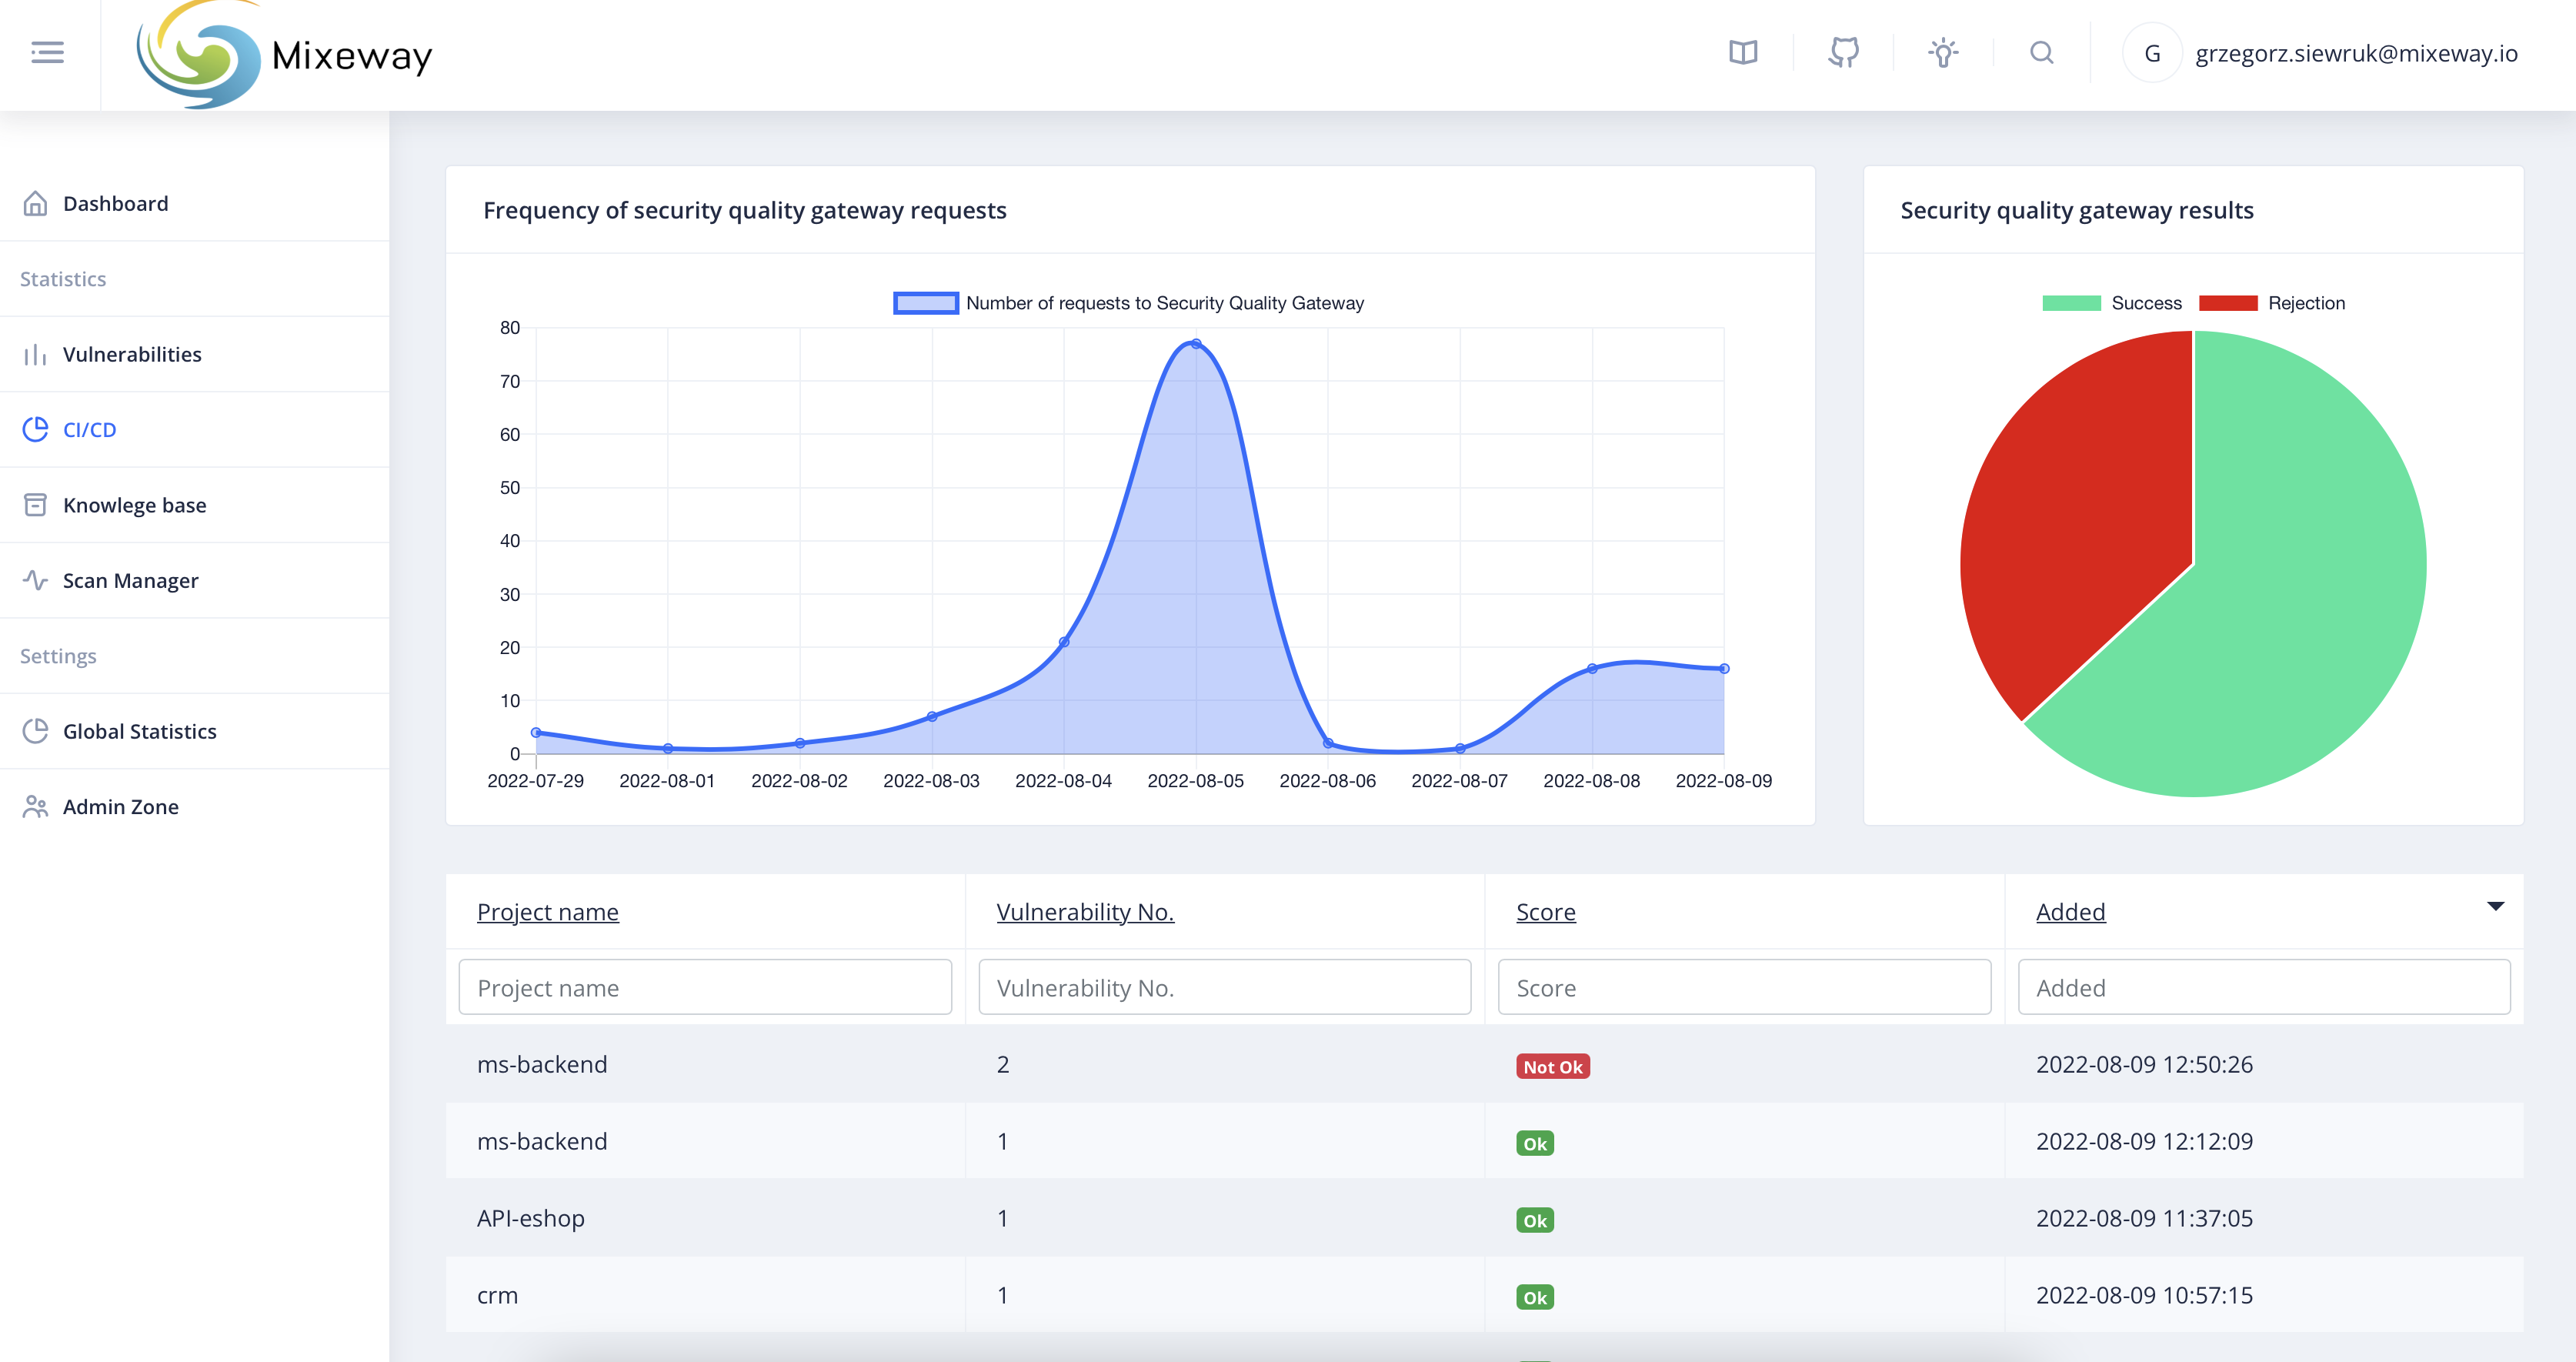 Mixeway
G grzegorz.siewruk@mixeway.io
Dashboard
Statistics
Vulnerabilities
CI/CD
Knowlege base
Scan Manager
Settings
Global Statistics
Admin Zone
Frequency of security quality gateway requests
Number of requests to Security Quality Gateway
80
70
60
50
40
30
20
10
0
2022-07-29 2022-08-01 2022-08-02 2022-08-03 2022-08-04 2022-08-05 2022-08-06 2022-08-07 2022-08-08 2022-08-09
Security quality gateway results
Success Rejection
Project name Vulnerability No. Score Added
Project name Vulnerability No. Score Added
ms-backend 2 Not Ok 2022-08-09 12:50:26
ms-backend 1 Ok 2022-08-09 12:12:09
API-eshop 1 Ok 2022-08-09 11:37:05
crm 1 Ok 2022-08-09 10:57:15